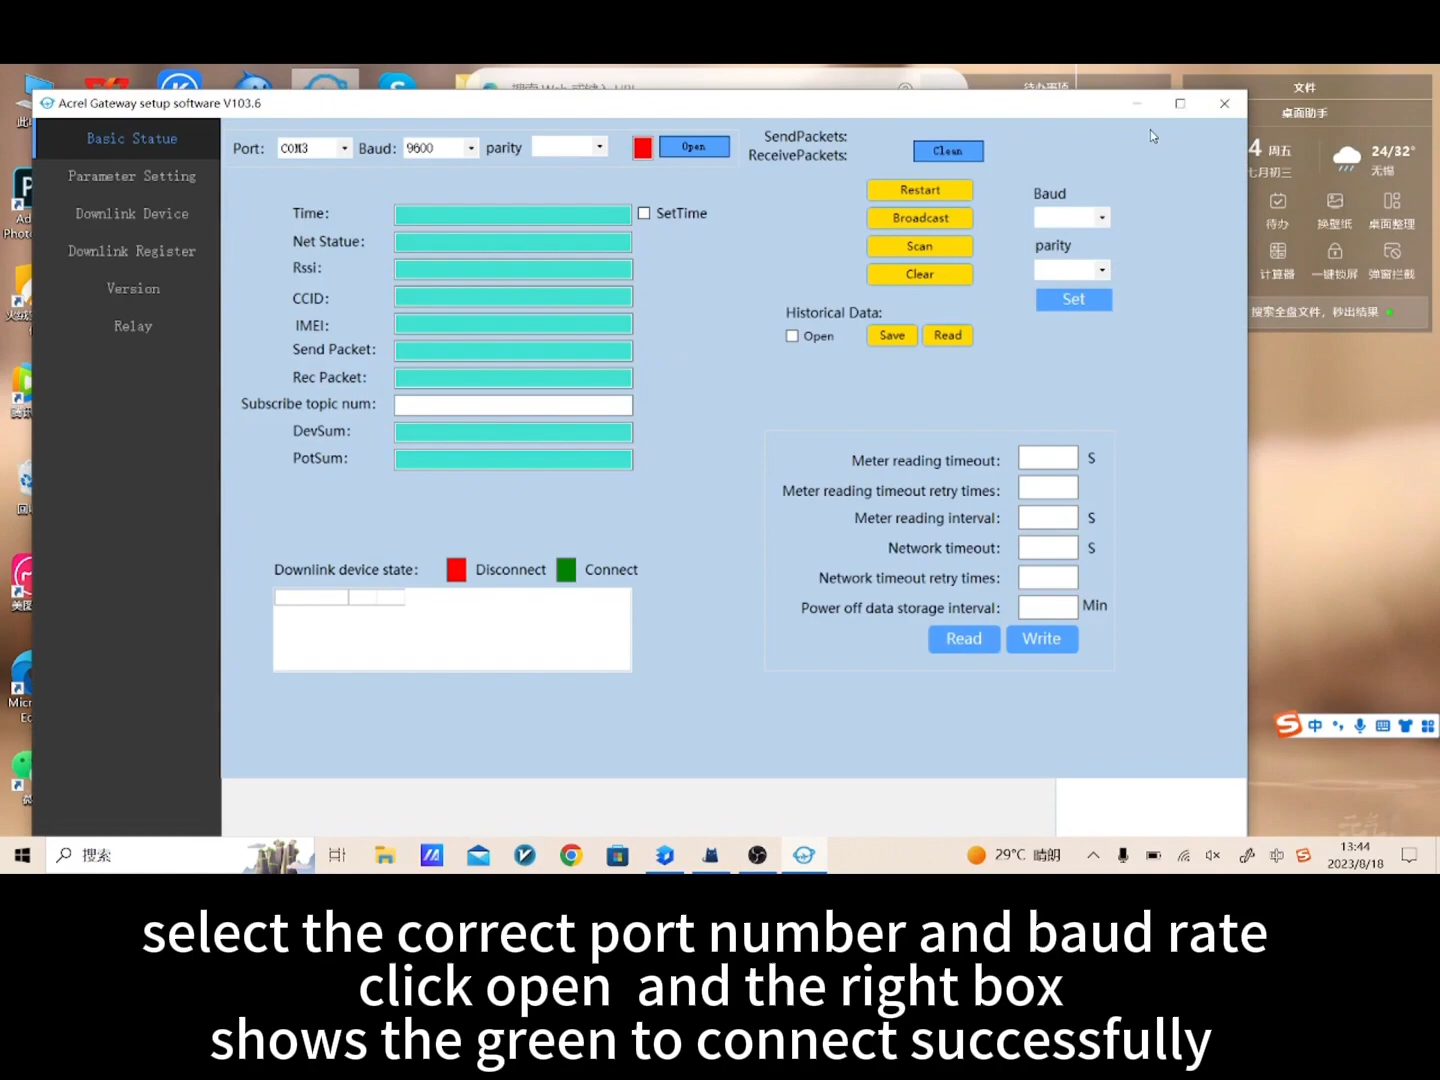 Acrel Gateway setup software V103.6
Basic Statue
Parameter Setting
Downlink Device
Downlink Register
Version
Relay
Port:
COM3
Baud:
9600
parity
Open
SendPackets:
ReceivePackets:
Clean
Restart
Broadcast
Scan
Clear
Baud
parity
Set
Time:
SetTime
Net Statue:
Rssi:
CCID:
IMEI:
Send Packet:
Rec Packet:
Subscribe topic num:
DevSum:
PotSum:
Historical Data:
Open
Save
Read
Meter reading timeout:
S
Meter reading timeout retry times:
Meter reading interval:
S
Network timeout:
S
Network timeout retry times:
Power off data storage interval:
Min
Read
Write
Downlink device state:
Disconnect
Connect
文件
桌面助手
4 周五
七月初三
24/32°
无锡
待办
换壁纸
桌面整理
计算器
一键锁屏
弹窗拦截
搜索全盘文件，秒出结果
中
搜索
29°C 晴朗
中
13:44
2023/8/18
select the correct port number and baud rate
click open and the right box
shows the green to connect successfully